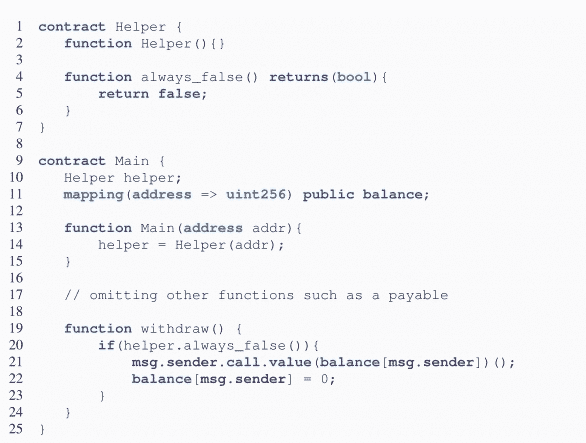 1 contract Helper {
2 function Helper(){}
3
4 function always_false() returns(bool){
5 return false;
6 }
7 }
8
9 contract Main {
10 Helper helper;
11 mapping(address => uint256) public balance;
12
13 function Main(address addr){
14 helper = Helper(addr);
15 }
16
17 // omitting other functions such as a payable
18
19 function withdraw() {
20 if(helper.always_false()){
21 msg.sender.call.value(balance[msg.sender])();
22 balance[msg.sender] = 0;
23 }
24 }
25 }